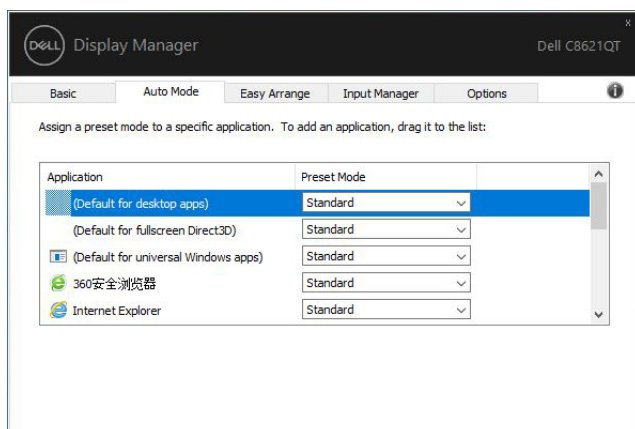 x
DELL Display Manager Dell C8621QT
Basic Auto Mode Easy Arrange Input Manager Options i
Assign a preset mode to a specific application. To add an application, drag it to the list:
Application Preset Mode
(Default for desktop apps) Standard
(Default for fullscreen Direct3D) Standard
(Default for universal Windows apps) Standard
360安全浏览器 Standard
Internet Explorer Standard